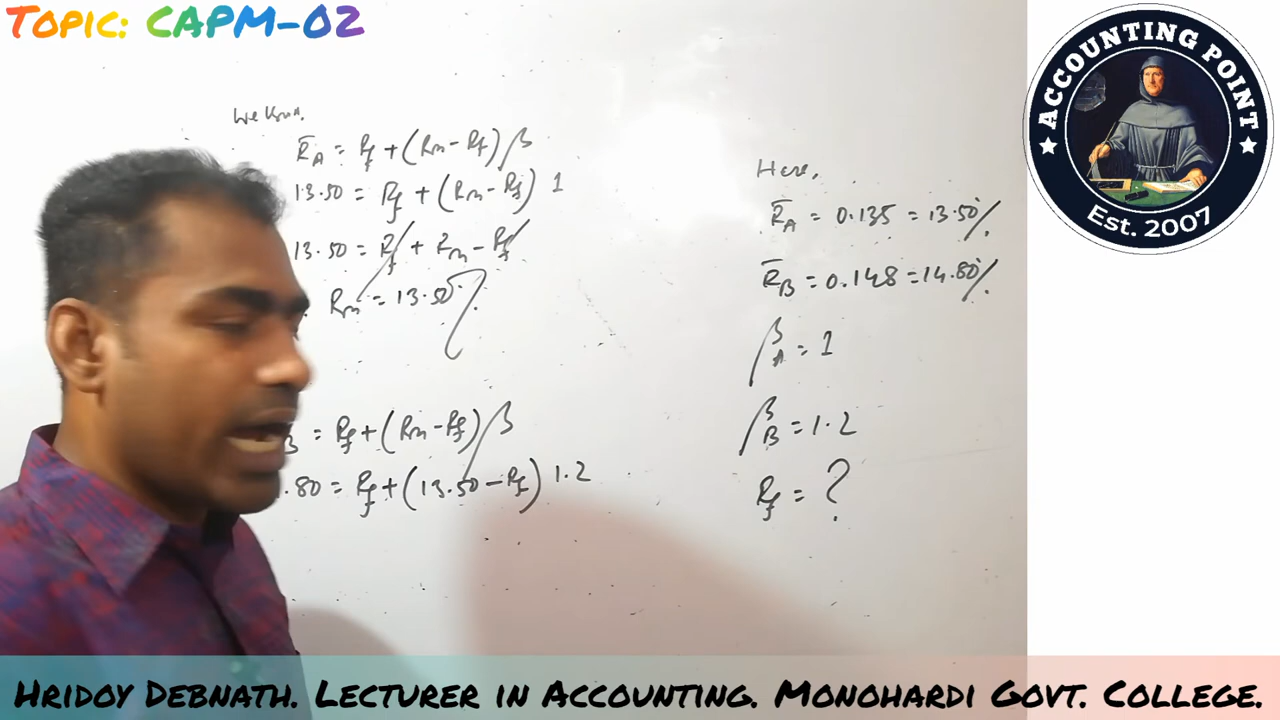 TOPIC: CAPM-02
We know,
R̄A = Rf + (Rm - Rf) β
13.50 = Rf + (Rm - Rf) 1
13.50 = Rf + Rm - Rf
Rm = 13.50%
B = Rf + (Rm - Rf) β
.80 = Rf + (13.50 - Rf) 1.2
Here,
R̄A = 0.135 = 13.50%
R̄B = 0.148 = 14.80%
βA = 1
βB = 1.2
Rf = ?
ACCOUNTING POINT
Est. 2007
HRIDOY DEBNATH. LECTURER IN ACCOUNTING. MONOHARDI GOVT. COLLEGE.